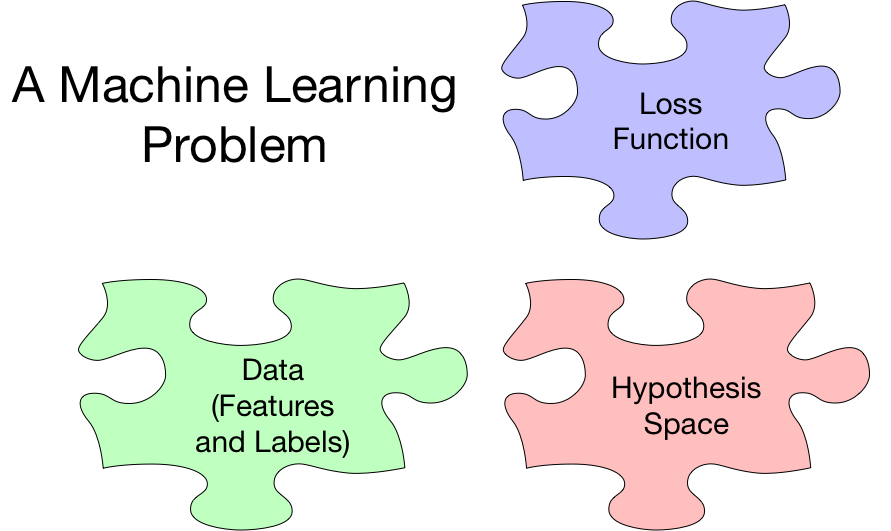 A Machine Learning
Problem
Loss
Function
Data
(Features
and Labels)
Hypothesis
Space